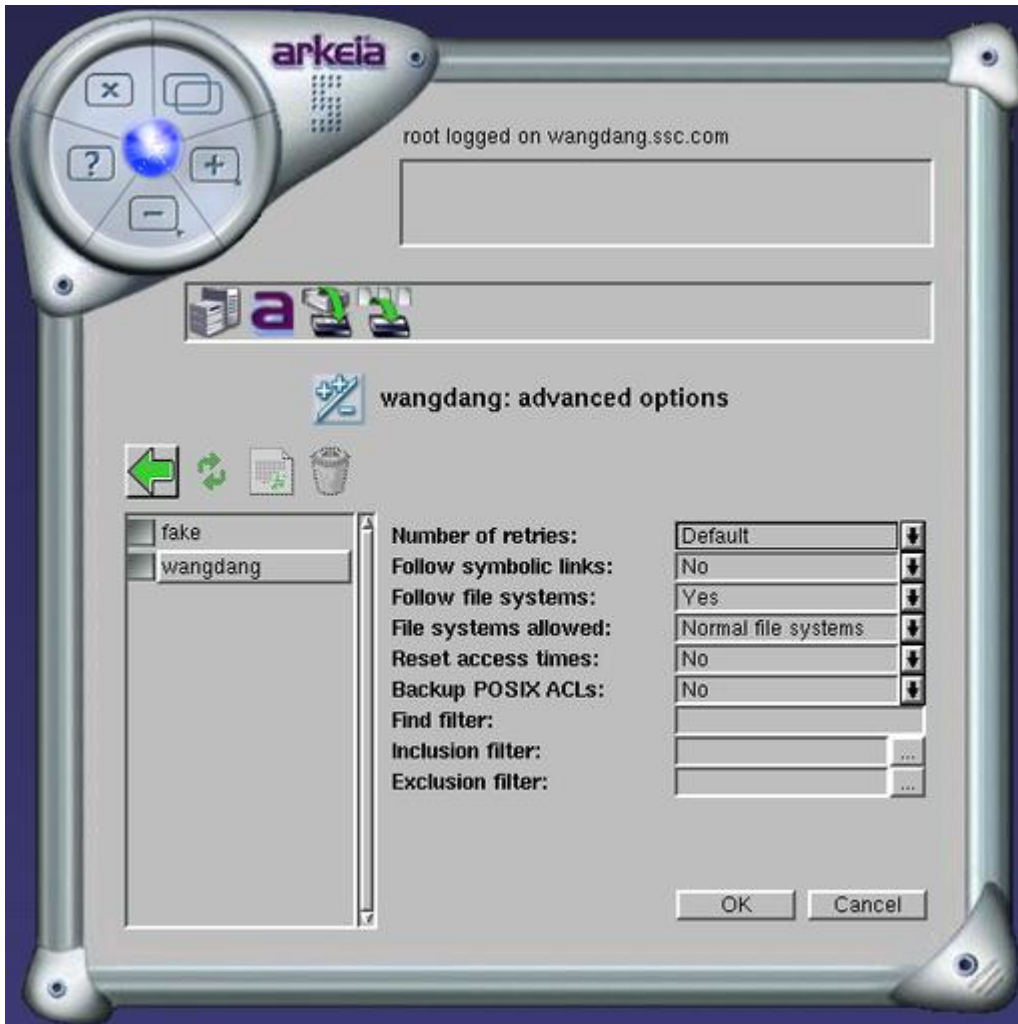 arkeia
5
root logged on wangdang.ssc.com
a
wangdang: advanced options
fake
wangdang
Number of retries: Default
Follow symbolic links: No
Follow file systems: Yes
File systems allowed: Normal file systems
Reset access times: No
Backup POSIX ACLs: No
Find filter:
Inclusion filter: ...
Exclusion filter: ...
OK Cancel